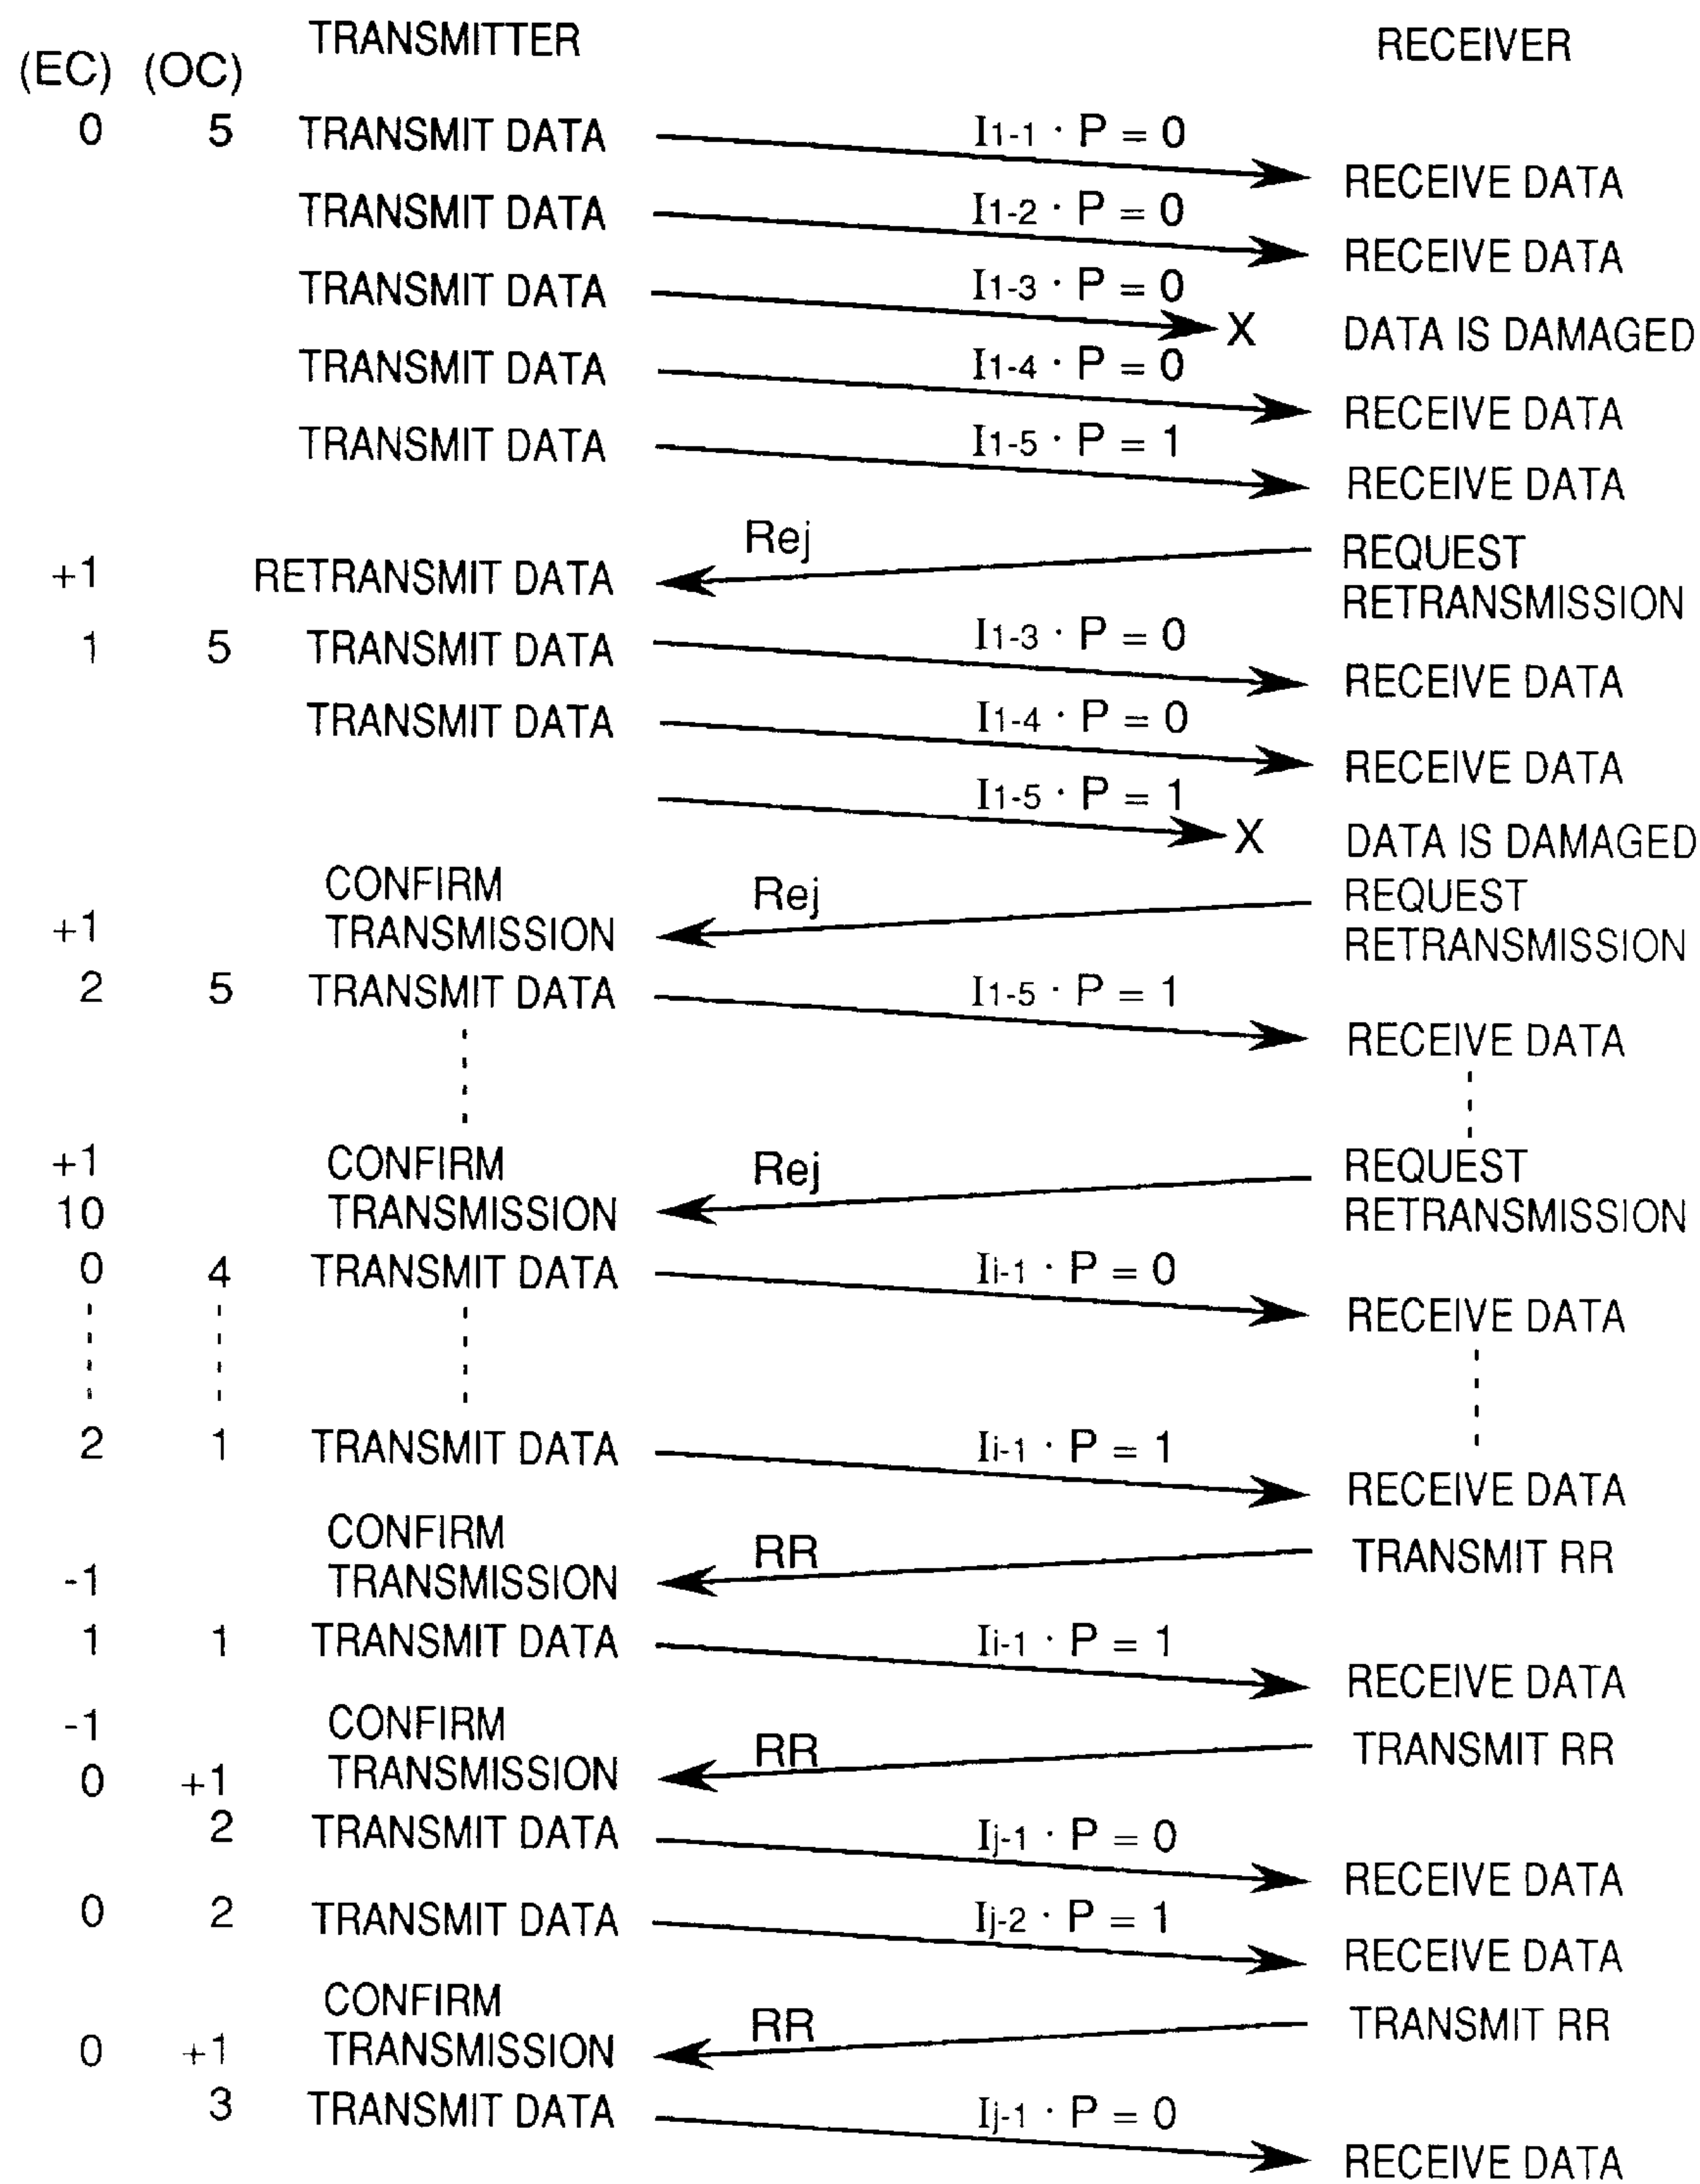 TRANSMITTER RECEIVER
(EC) (OC)
0 5 TRANSMIT DATA I1-1 · P = 0
RECEIVE DATA
TRANSMIT DATA I1-2 · P = 0
RECEIVE DATA
TRANSMIT DATA I1-3 · P = 0
X DATA IS DAMAGED
TRANSMIT DATA I1-4 · P = 0
RECEIVE DATA
TRANSMIT DATA I1-5 · P = 1
RECEIVE DATA
Rej REQUEST
+1 RETRANSMIT DATA RETRANSMISSION
1 5 TRANSMIT DATA I1-3 · P = 0
RECEIVE DATA
TRANSMIT DATA I1-4 · P = 0
RECEIVE DATA
I1-5 · P = 1
X DATA IS DAMAGED
CONFIRM Rej REQUEST
+1 TRANSMISSION RETRANSMISSION
2 5 TRANSMIT DATA I1-5 · P = 1
RECEIVE DATA
+1 CONFIRM Rej REQUEST
10 TRANSMISSION RETRANSMISSION
0 4 TRANSMIT DATA Ii-1 · P = 0
RECEIVE DATA
2 1 TRANSMIT DATA Ii-1 · P = 1
RECEIVE DATA
CONFIRM RR TRANSMIT RR
-1 TRANSMISSION
1 1 TRANSMIT DATA Ii-1 · P = 1
RECEIVE DATA
-1 CONFIRM RR TRANSMIT RR
0 +1 TRANSMISSION
2 TRANSMIT DATA Ij-1 · P = 0
RECEIVE DATA
0 2 TRANSMIT DATA Ij-2 · P = 1
RECEIVE DATA
CONFIRM RR TRANSMIT RR
0 +1 TRANSMISSION
3 TRANSMIT DATA Ij-1 · P = 0
RECEIVE DATA